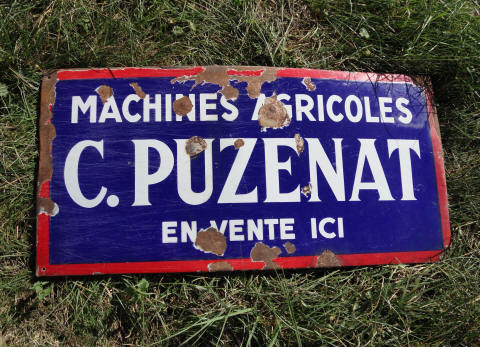 MACHINES AGRICOLES
C. PUZENAT
EN VENTE ICI